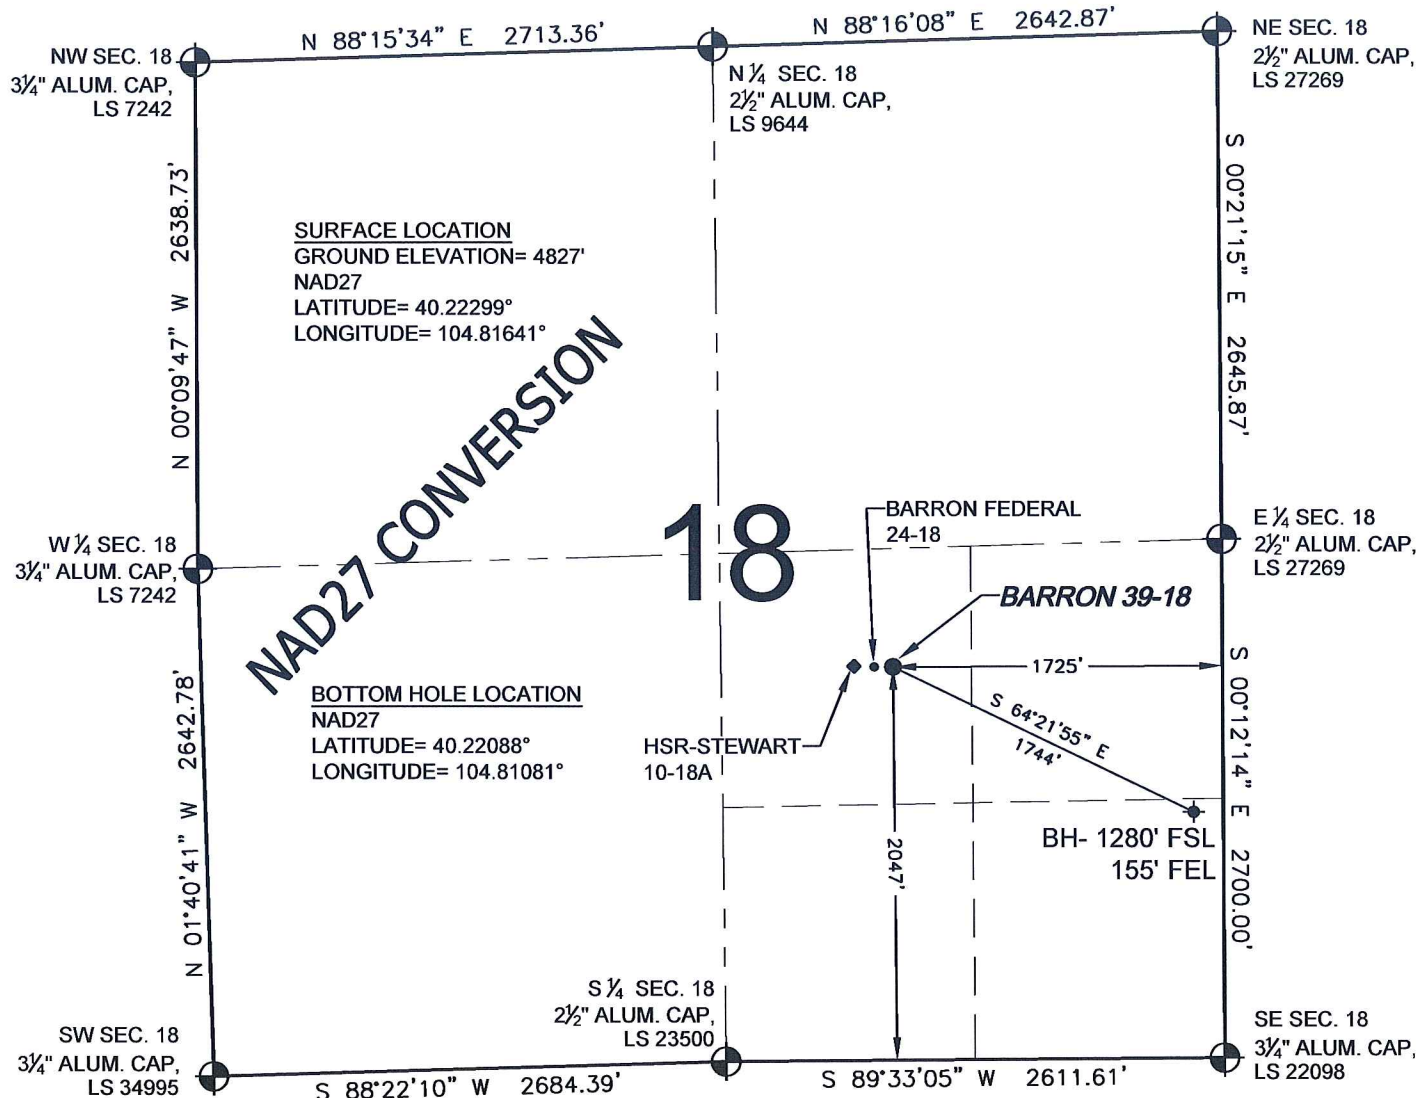 N 88°15'34" E 2713.36'
N 88°16'08" E 2642.87'
NW SEC. 18
3¼" ALUM. CAP,
LS 7242
N ¼ SEC. 18
2½" ALUM. CAP,
LS 9644
NE SEC. 18
2½" ALUM. CAP,
LS 27269
N 00°09'47" W 2638.73'
S 00°21'15" E 2645.87'
SURFACE LOCATION
GROUND ELEVATION= 4827'
NAD27
LATITUDE= 40.22299°
LONGITUDE= 104.81641°
NAD27 CONVERSION
18
W ¼ SEC. 18
3¼" ALUM. CAP,
LS 7242
BARRON FEDERAL
24-18
E ¼ SEC. 18
2½" ALUM. CAP,
LS 27269
BARRON 39-18
1725'
S 64°21'55" E
1744'
BOTTOM HOLE LOCATION
NAD27
LATITUDE= 40.22088°
LONGITUDE= 104.81081°
HSR-STEWART
10-18A
N 01°40'41" W 2642.78'
S 00°12'14" E 2700.00'
2047'
BH- 1280' FSL
155' FEL
SW SEC. 18
3¼" ALUM. CAP,
LS 34995
S ¼ SEC. 18
2½" ALUM. CAP,
LS 23500
SE SEC. 18
3¼" ALUM. CAP,
LS 22098
S 88°22'10" W 2684.39'
S 89°33'05" W 2611.61'